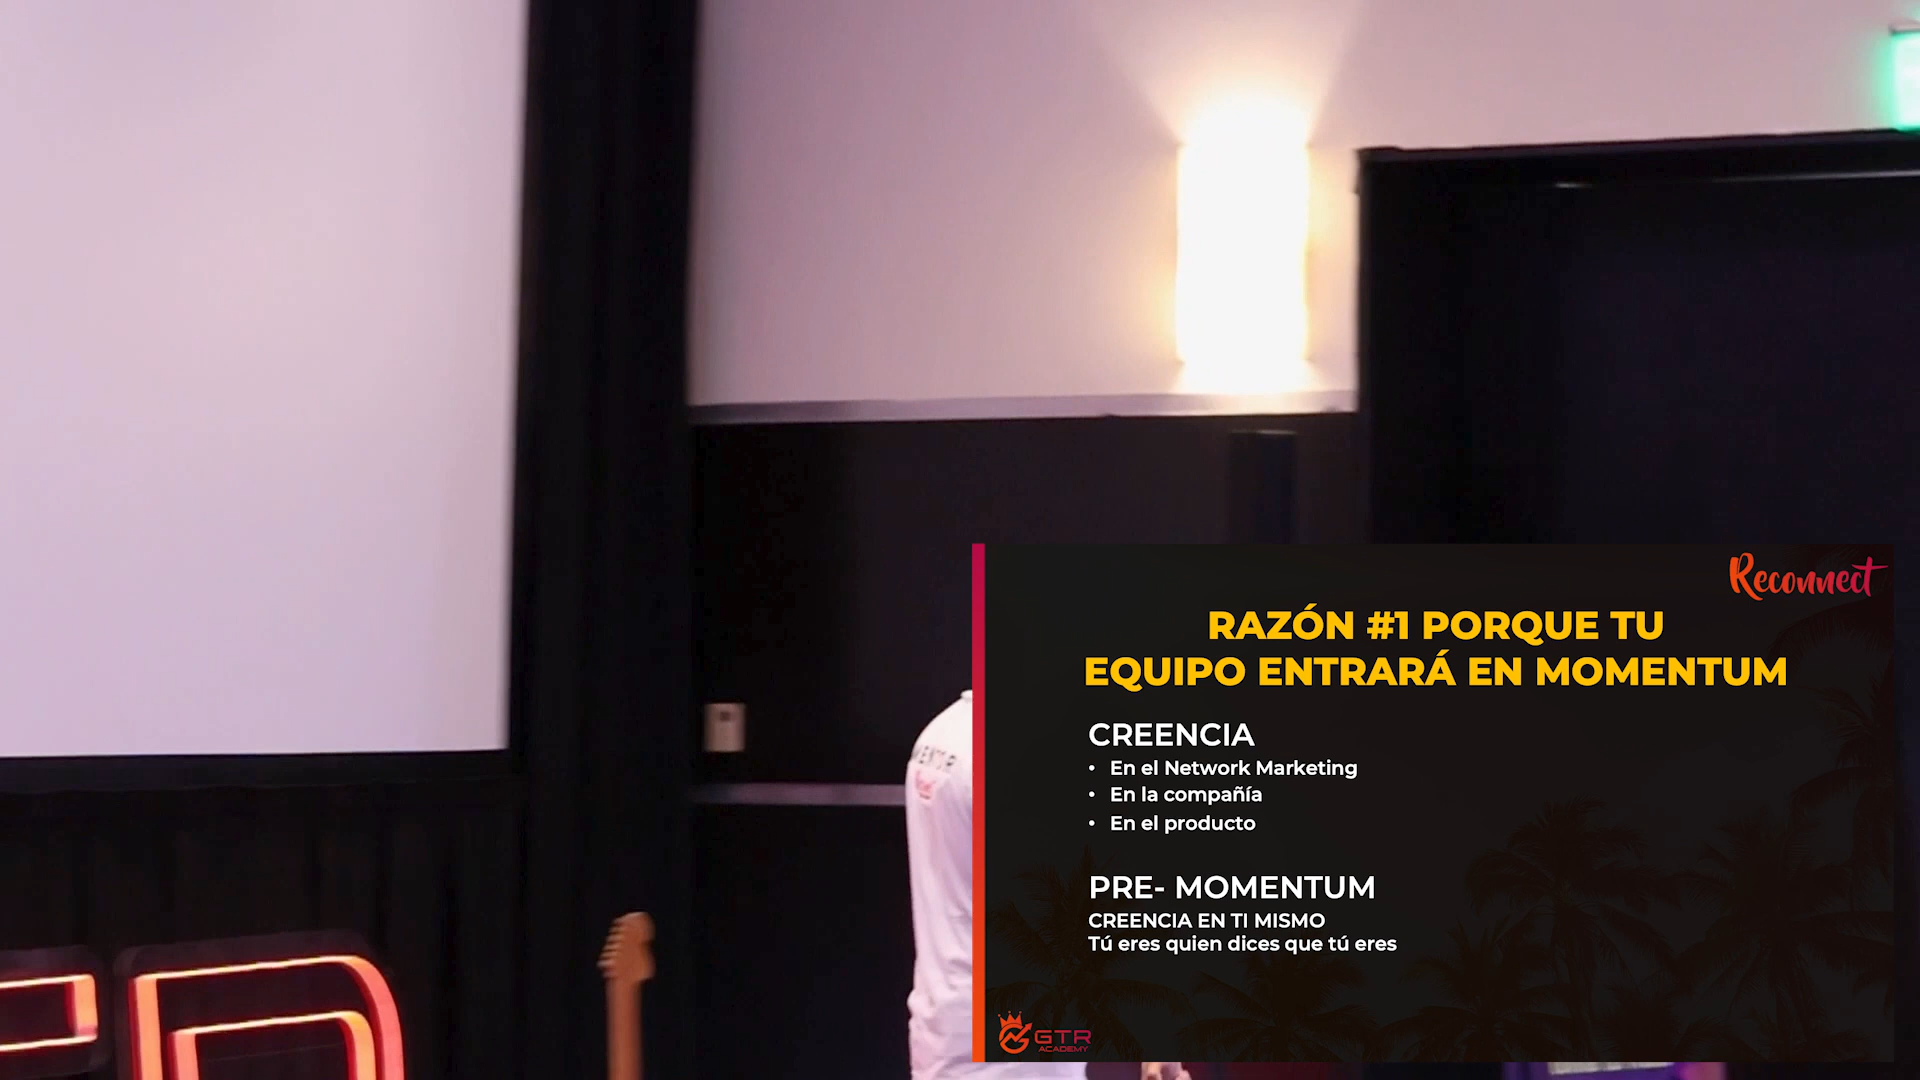 Reconnect
RAZÓN #1 PORQUE TU
EQUIPO ENTRARÁ EN MOMENTUM
CREENCIA
• En el Network Marketing
• En la compañía
• En el producto
PRE- MOMENTUM
CREENCIA EN TI MISMO
Tú eres quien dices que tú eres
GTR
ACADEMY